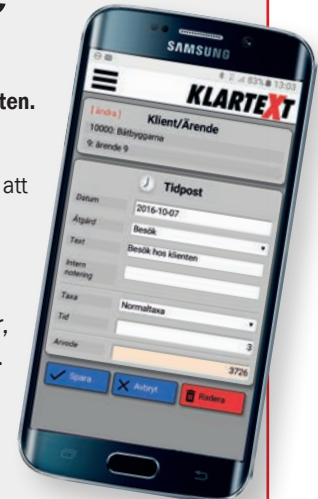 ten.
att
r,
.
SAMSUNG
83% 13:03
KLARTEXT
[ändra] Klient/Ärende
10000: Båtbyggarna
9: ärende 9
Tidpost
Datum 2016-10-07
Åtgärd Besök
Text Besök hos klienten
Intern
notering
Taxa Normaltaxa
Tid 3
Arvode 3726
Spara Avbryt Radera